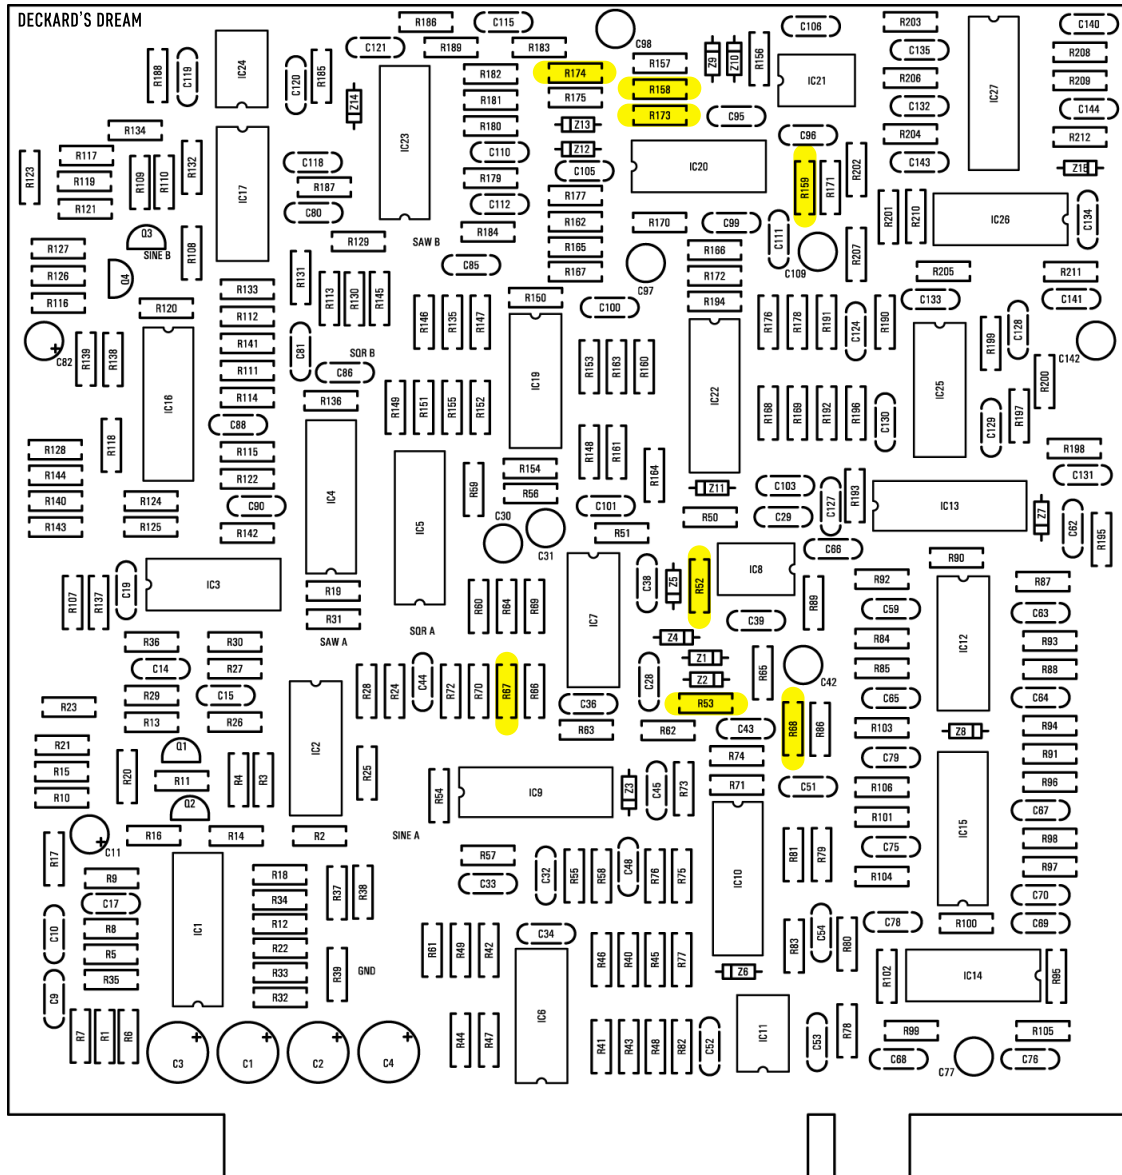 DECKARD'S DREAM
R186
C115
C98
C106
R203
C140
C121
R189
R183
Z9
Z10
R156
C135
R208
R188
C119
IC24
C120
R185
Z14
R182
R174
R157
IC21
R206
IC27
R209
IC23
R181
R175
R158
C132
C144
R134
R180
Z13
R173
C95
C96
R204
R212
R123
R117
R109
R110
R132
IC17
C118
C110
Z12
IC20
R159
R171
R202
C143
Z15
R119
R187
R179
C105
R121
C80
C112
R177
R201
R210
IC26
C134
Q3
SINE B
R108
R129
SAW B
R184
R162
R170
C99
C111
C109
R207
R127
R165
R166
R126
Q4
R131
C85
R167
C97
R172
R205
R211
R116
R120
R133
R113
R130
R145
R150
C100
R194
C133
C141
C82
R139
R138
R112
C81
R146
R135
R147
R176
R178
R191
C124
R190
R199
C128
C142
IC16
R141
SQR B
IC19
R153
R163
R160
IC22
IC25
R111
C86
R200
R114
R136
R149
R151
R155
R152
R168
R169
R192
R196
C130
C129
R197
R118
C88
R148
R161
R128
R115
R154
R164
R198
R144
R122
IC4
IC5
R59
R56
Z11
C103
C127
R193
C131
R140
R124
C90
C30
C31
C101
R50
C29
IC13
Z7
C62
R195
R143
R125
R142
R51
C66
R107
R137
C19
IC3
R19
R60
R64
R69
IC7
C38
Z5
R52
IC8
R89
R92
R90
R87
R31
C39
C59
IC12
C63
R36
R30
SAW A
SQR A
Z4
R84
R93
C14
R27
R28
R24
C44
R72
R70
R67
R66
C28
Z1
Z2
R65
C42
R85
R88
R29
C15
C36
R53
R68
R86
C65
C64
R23
R13
R26
R63
R62
C43
R103
Z8
R94
R21
Q1
IC2
R74
C79
R91
R15
R20
R11
R4
R3
R25
R54
IC9
Z3
C45
R73
R71
C51
R106
IC15
R96
R10
Q2
R101
C67
C11
R16
R14
R2
SINE A
IC10
R98
R17
R57
C48
R81
R79
C75
R9
IC1
R18
R37
R38
C33
C32
R55
R58
R76
R75
R104
R97
C17
R34
C70
C10
R8
R12
C34
C78
R100
C69
R5
R22
R61
R49
R42
R46
R40
R45
R77
R83
C54
R80
C9
R35
R33
R39
GND
IC6
Z6
R102
IC14
R95
R32
R7
R1
R6
C3
C1
C2
C4
R44
R47
R41
R43
R48
R82
C52
IC11
C53
R78
R99
C68
C77
R105
C76